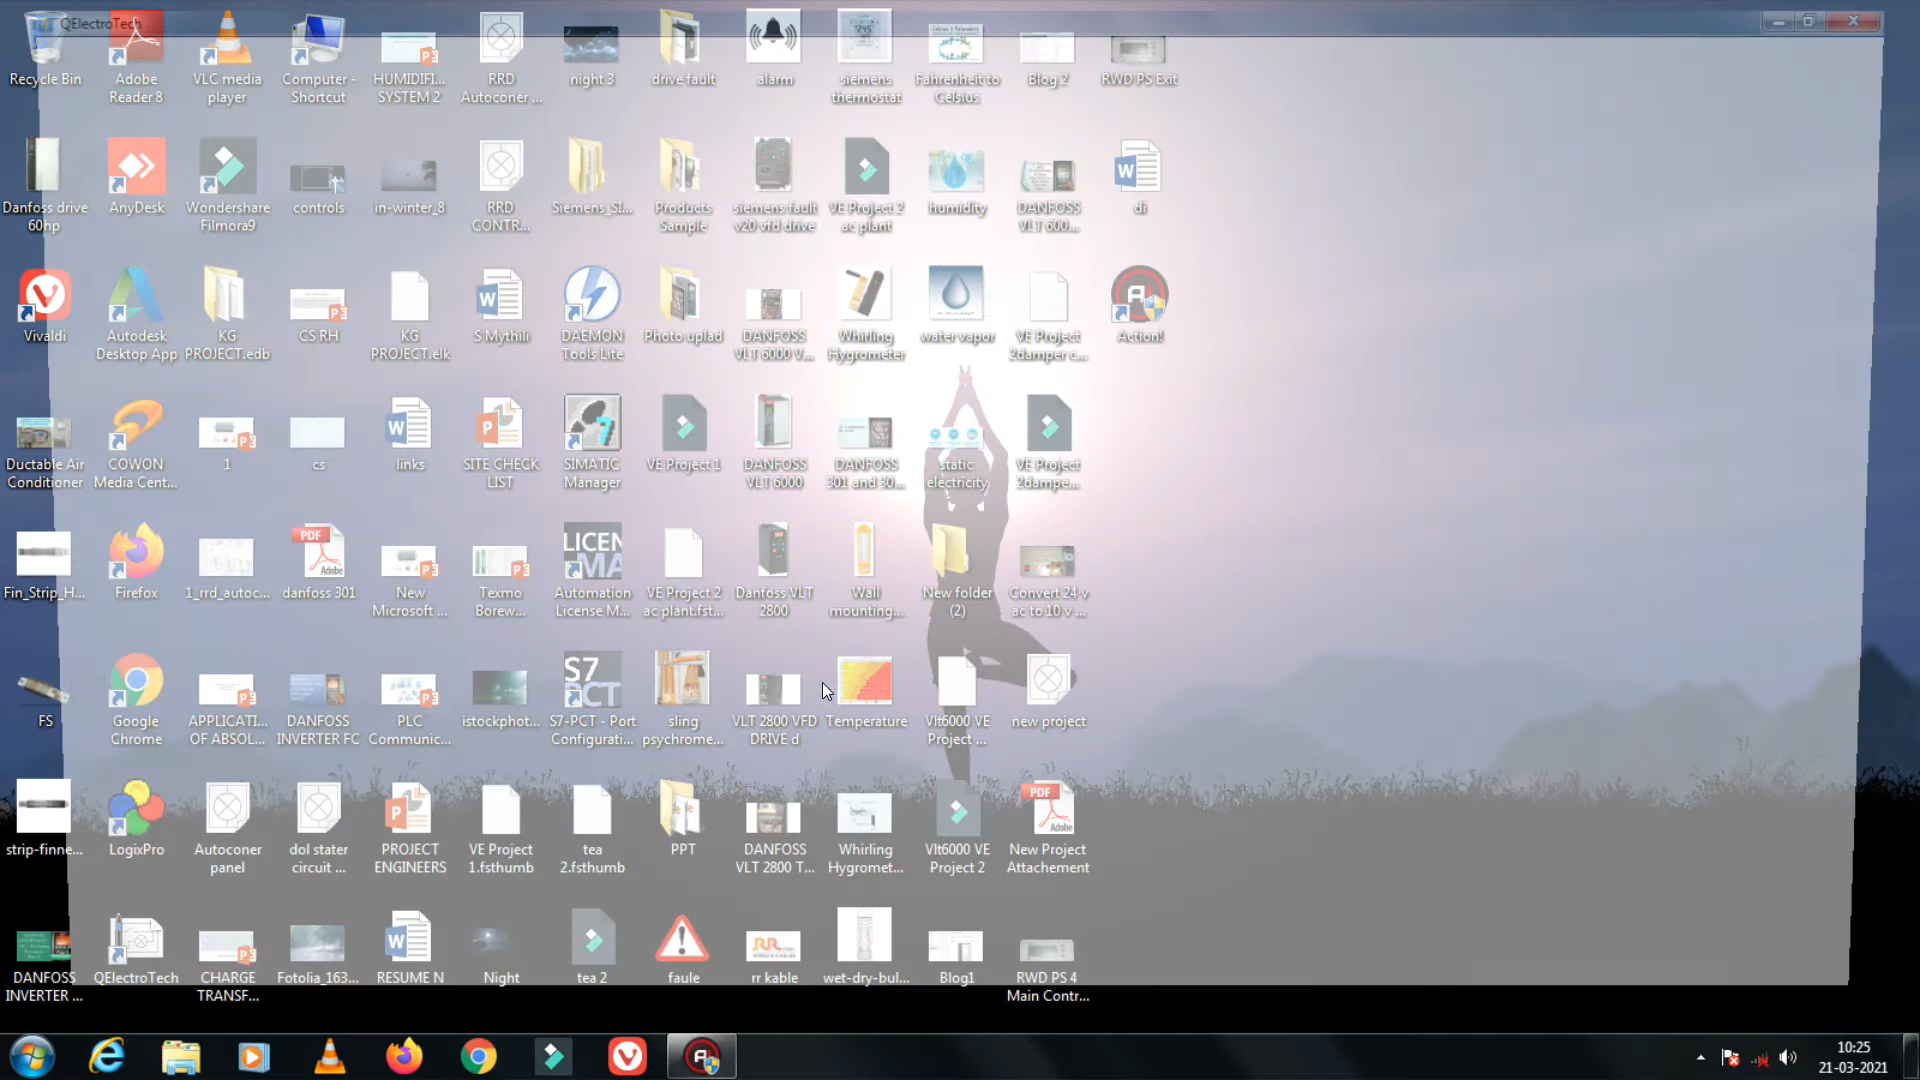 QElectroTech
Recycle Bin
Adobe
Reader 8
VLC media
player
Computer -
Shortcut
HUMIDIFI...
SYSTEM 2
RRD
Autoconer ...
night 3
drive fault
alarm
siemens
thermostat
Fahrenheit to
Celsius
Blog 2
RWD PS Exit
Danfoss drive
60hp
AnyDesk
Wondershare
Filmora9
controls
in-winter_8
RRD
CONTR...
Siemens_SI...
Products
Sample
siemens fault
v20 vfd drive
VE Project 2
ac plant
humidity
DANFOSS
VLT 600...
di
Vivaldi
Autodesk
Desktop App
KG
PROJECT.edb
CS RH
KG
PROJECT.elk
S Mythili
DAEMON
Tools Lite
Photo uplad
DANFOSS
VLT 6000 V...
Whirling
Hygrometer
water vapor
VE Project
2damper c...
Action!
Ductable Air
Conditioner
COWON
Media Cent...
1
cs
links
SITE CHECK
LIST
SIMATIC
Manager
VE Project 1
DANFOSS
VLT 6000
DANFOSS
301 and 30...
static
electricity
VE Project
2dampe...
Fin_Strip_H...
Firefox
1_rrd_autoc...
PDF
Adobe
danfoss 301
New
Microsoft ...
Texmo
Borew...
LICEN
MA
Automation
License M...
VE Project 2
ac plant.fst...
Danfoss VLT
2800
Wall
mounting...
New folder
(2)
Convert 24 v
ac to 10 v ...
FS
Google
Chrome
APPLICATI...
OF ABSOL...
DANFOSS
INVERTER FC
PLC
Communic...
istockphot...
S7
PCT
S7-PCT - Port
Configurati...
sling
psychrome...
VLT 2800 VFD
DRIVE d
Temperature
Vlt6000 VE
Project ...
new project
strip-finne...
LogixPro
Autoconer
panel
dol stater
circuit ...
PROJECT
ENGINEERS
VE Project
1.fsthumb
tea
2.fsthumb
PPT
DANFOSS
VLT 2800 T...
Whirling
Hygromet...
Vlt6000 VE
Project 2
PDF
Adobe
New Project
Attachement
DANFOSS
INVERTER ...
QElectroTech
CHARGE
TRANSF...
Fotolia_163...
RESUME N
Night
tea 2
faule
RR
rr kable
wet-dry-bul...
Blog1
RWD PS 4
Main Contr...
10:25
21-03-2021